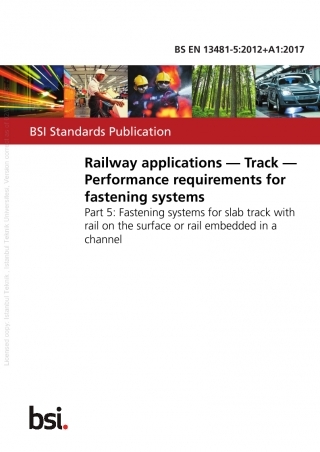 BS EN 13481-5:2012+A1:2017
BSI Standards Publication
Railway applications — Track —
Performance requirements for
fastening systems
Part 5: Fastening systems for slab track with
rail on the surface or rail embedded in a
channel
bsi.
Licensed copy: Istanbul Teknik